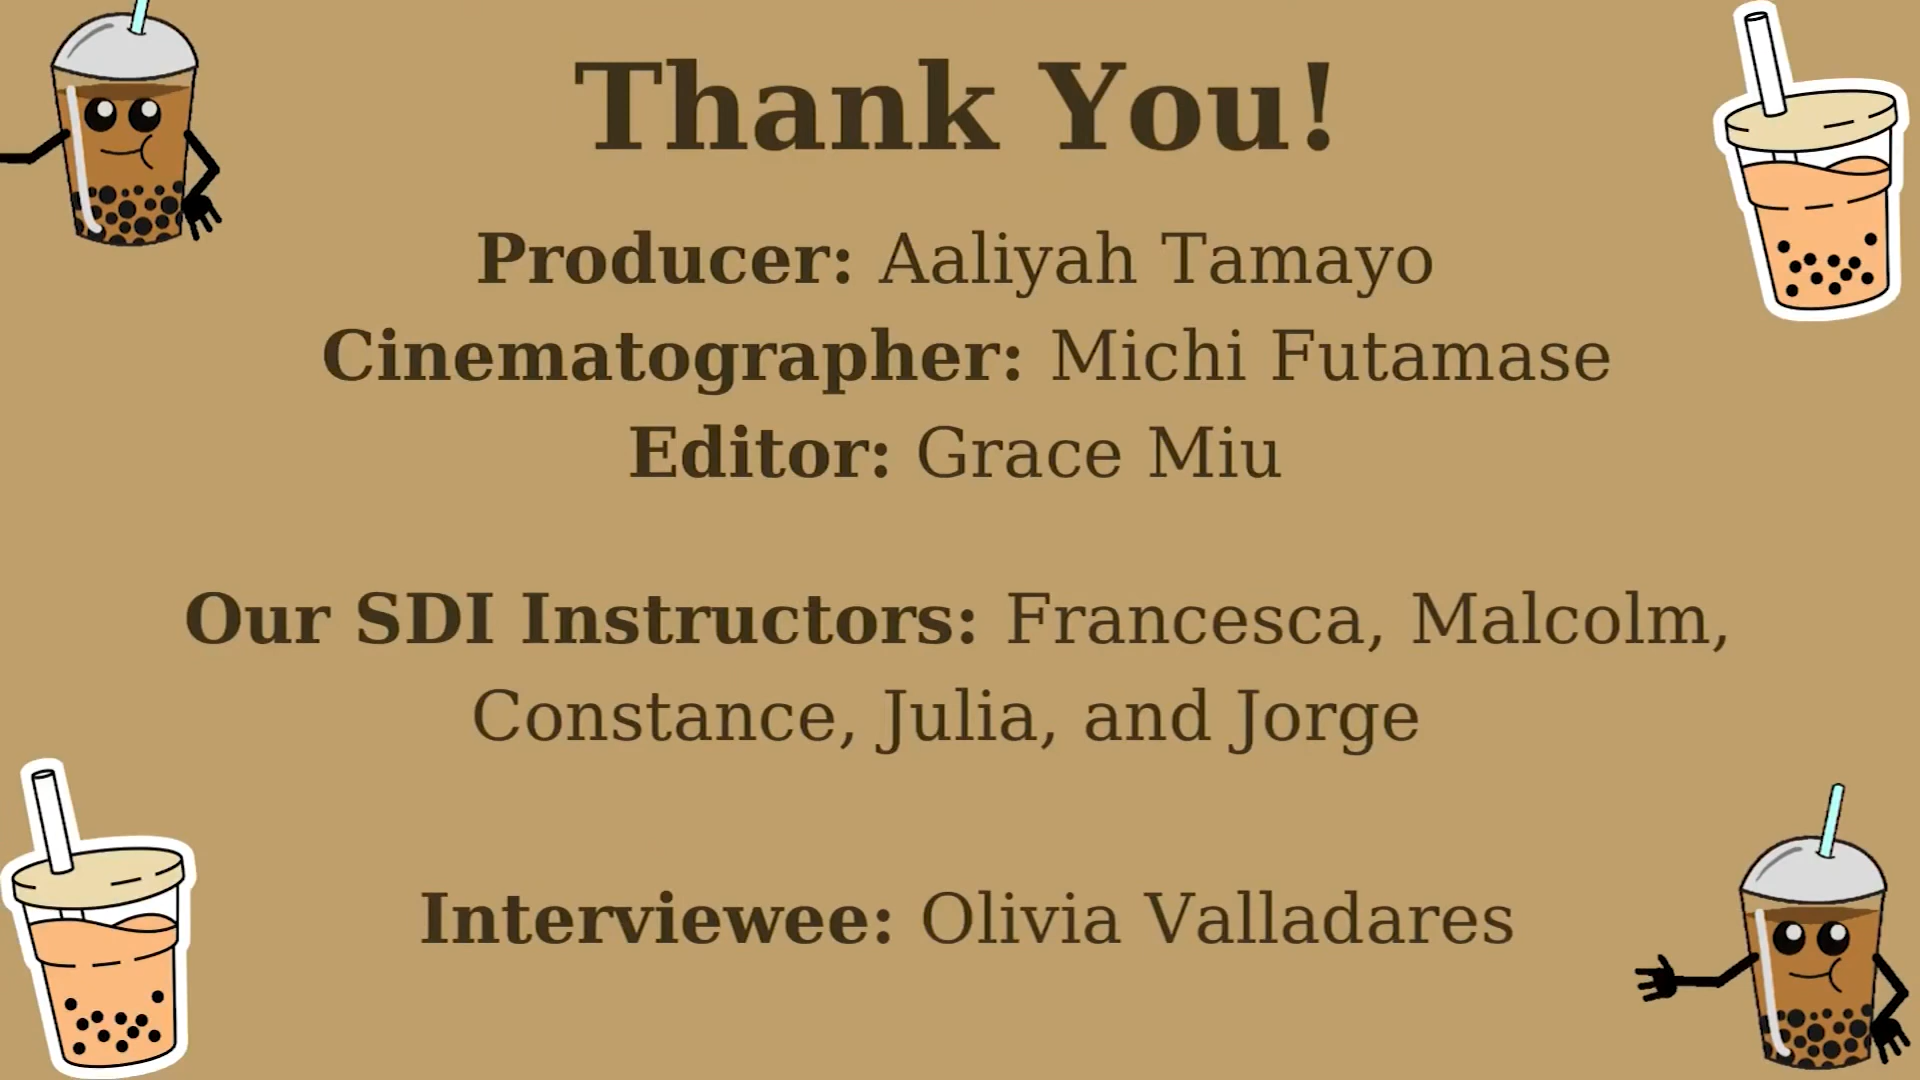 Thank You!
Producer: Aaliyah Tamayo
Cinematographer: Michi Futamase
Editor: Grace Miu
Our SDI Instructors: Francesca, Malcolm,
Constance, Julia, and Jorge
Interviewee: Olivia Valladares